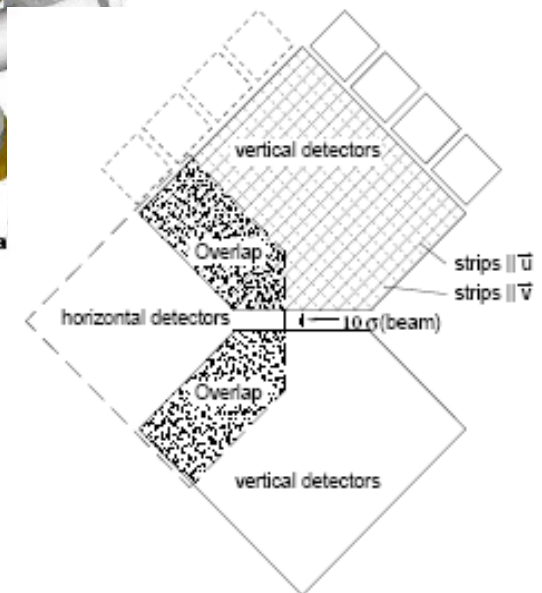 vertical detectors
a
Overlap
strips || u⃗
strips || v⃗
horizontal detectors
10 σ(beam)
Overlap
vertical detectors